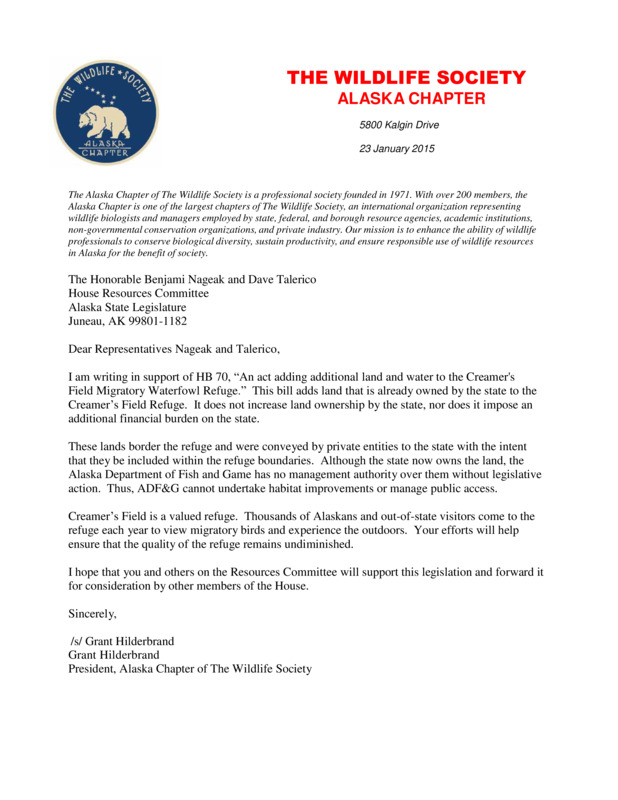 THE WILDLIFE SOCIETY
ALASKA CHAPTER
THE WILDLIFE SOCIETY
ALASKA
CHAPTER
5800 Kalgin Drive
23 January 2015
The Alaska Chapter of The Wildlife Society is a professional society founded in 1971. With over 200 members, the
Alaska Chapter is one of the largest chapters of The Wildlife Society, an international organization representing
wildlife biologists and managers employed by state, federal, and borough resource agencies, academic institutions,
non-governmental conservation organizations, and private industry. Our mission is to enhance the ability of wildlife
professionals to conserve biological diversity, sustain productivity, and ensure responsible use of wildlife resources
in Alaska for the benefit of society.
The Honorable Benjami Nageak and Dave Talerico
House Resources Committee
Alaska State Legislature
Juneau, AK 99801-1182
Dear Representatives Nageak and Talerico,
I am writing in support of HB 70, “An act adding additional land and water to the Creamer's
Field Migratory Waterfowl Refuge.”  This bill adds land that is already owned by the state to the
Creamer’s Field Refuge.  It does not increase land ownership by the state, nor does it impose an
additional financial burden on the state.
These lands border the refuge and were conveyed by private entities to the state with the intent
that they be included within the refuge boundaries.  Although the state now owns the land, the
Alaska Department of Fish and Game has no management authority over them without legislative
action.  Thus, ADF&G cannot undertake habitat improvements or manage public access.
Creamer’s Field is a valued refuge.  Thousands of Alaskans and out-of-state visitors come to the
refuge each year to view migratory birds and experience the outdoors.  Your efforts will help
ensure that the quality of the refuge remains undiminished.
I hope that you and others on the Resources Committee will support this legislation and forward it
for consideration by other members of the House.
Sincerely,
/s/ Grant Hilderbrand
Grant Hilderbrand
President, Alaska Chapter of The Wildlife Society